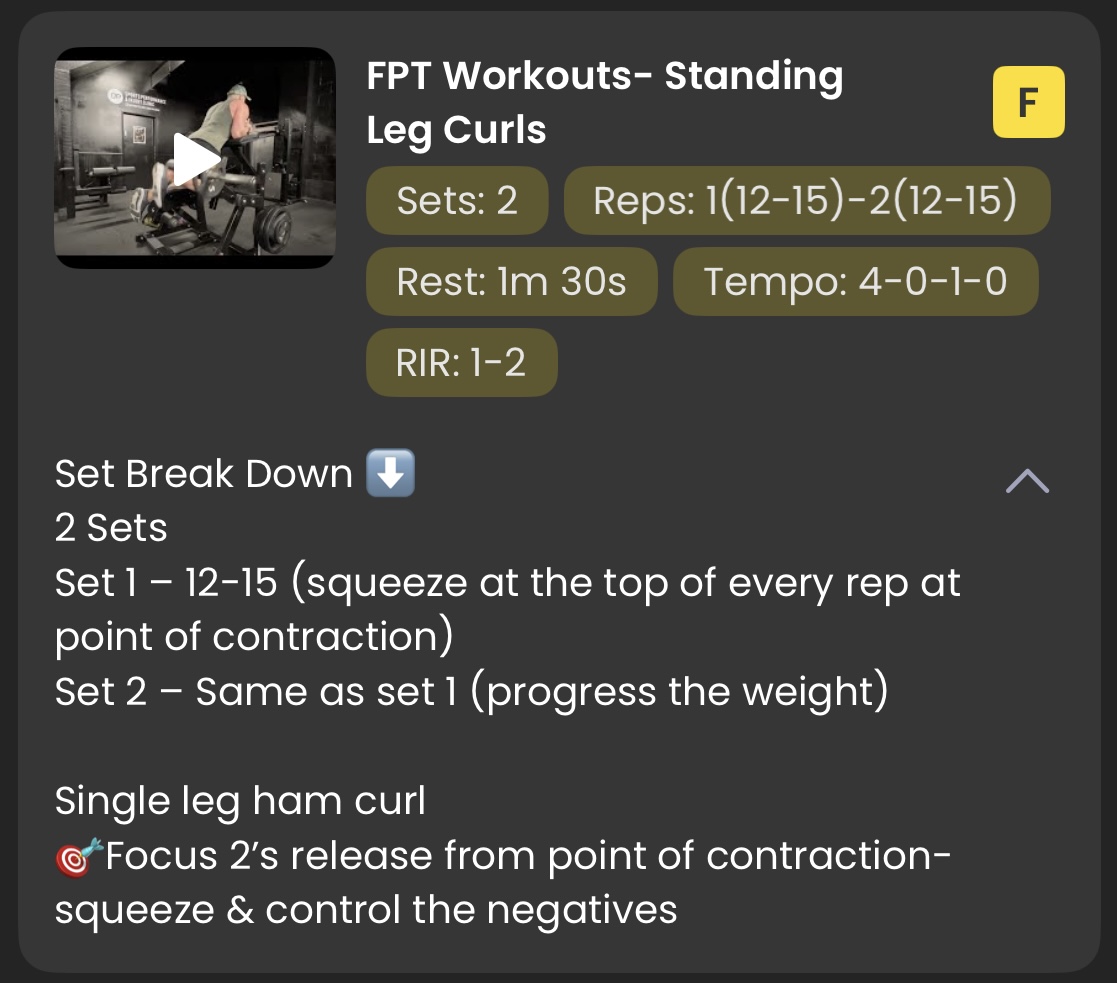 FPT Workouts- Standing
Leg Curls
F
Sets: 2
Reps: 1(12-15)-2(12-15)
Rest: 1m 30s
Tempo: 4-0-1-0
RIR: 1-2
Set Break Down ⬇️
2 Sets
Set 1 – 12-15 (squeeze at the top of every rep at
point of contraction)
Set 2 – Same as set 1 (progress the weight)
Single leg ham curl
🎯Focus 2’s release from point of contraction-
squeeze & control the negatives